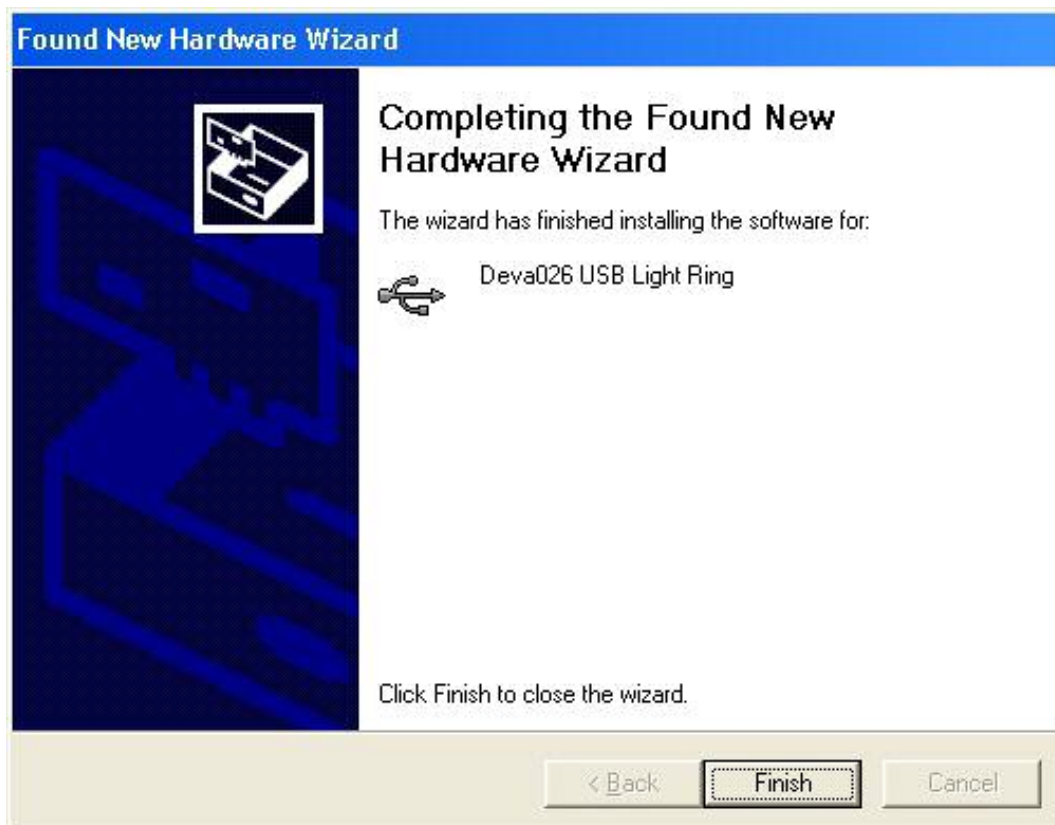 Found New Hardware Wizard
Completing the Found New
Hardware Wizard
The wizard has finished installing the software for:
Deva026 USB Light Ring
Click Finish to close the wizard.
< Back
Finish
Cancel